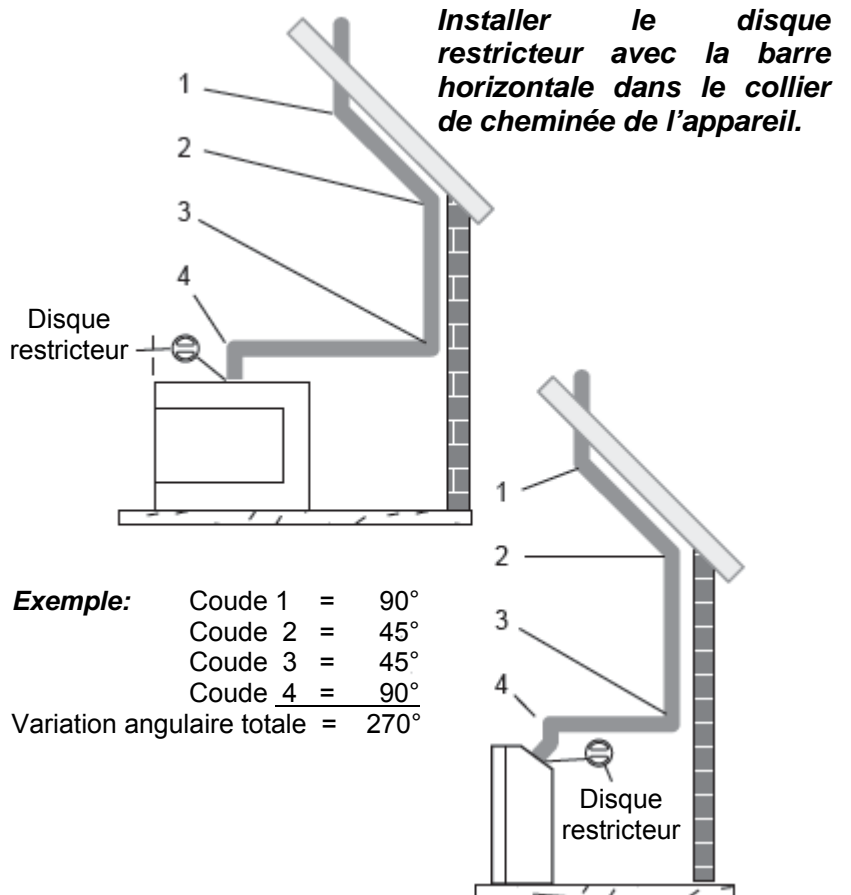 Installer le disque
restricteur avec la barre
horizontale dans le collier
de cheminée de l'appareil.
1
2
3
4
Disque
restricteur
1
2
3
4
Disque
restricteur
Exemple: Coude 1 = 90°
Coude 2 = 45°
Coude 3 = 45°
Coude 4 = 90°
Variation angulaire totale = 270°